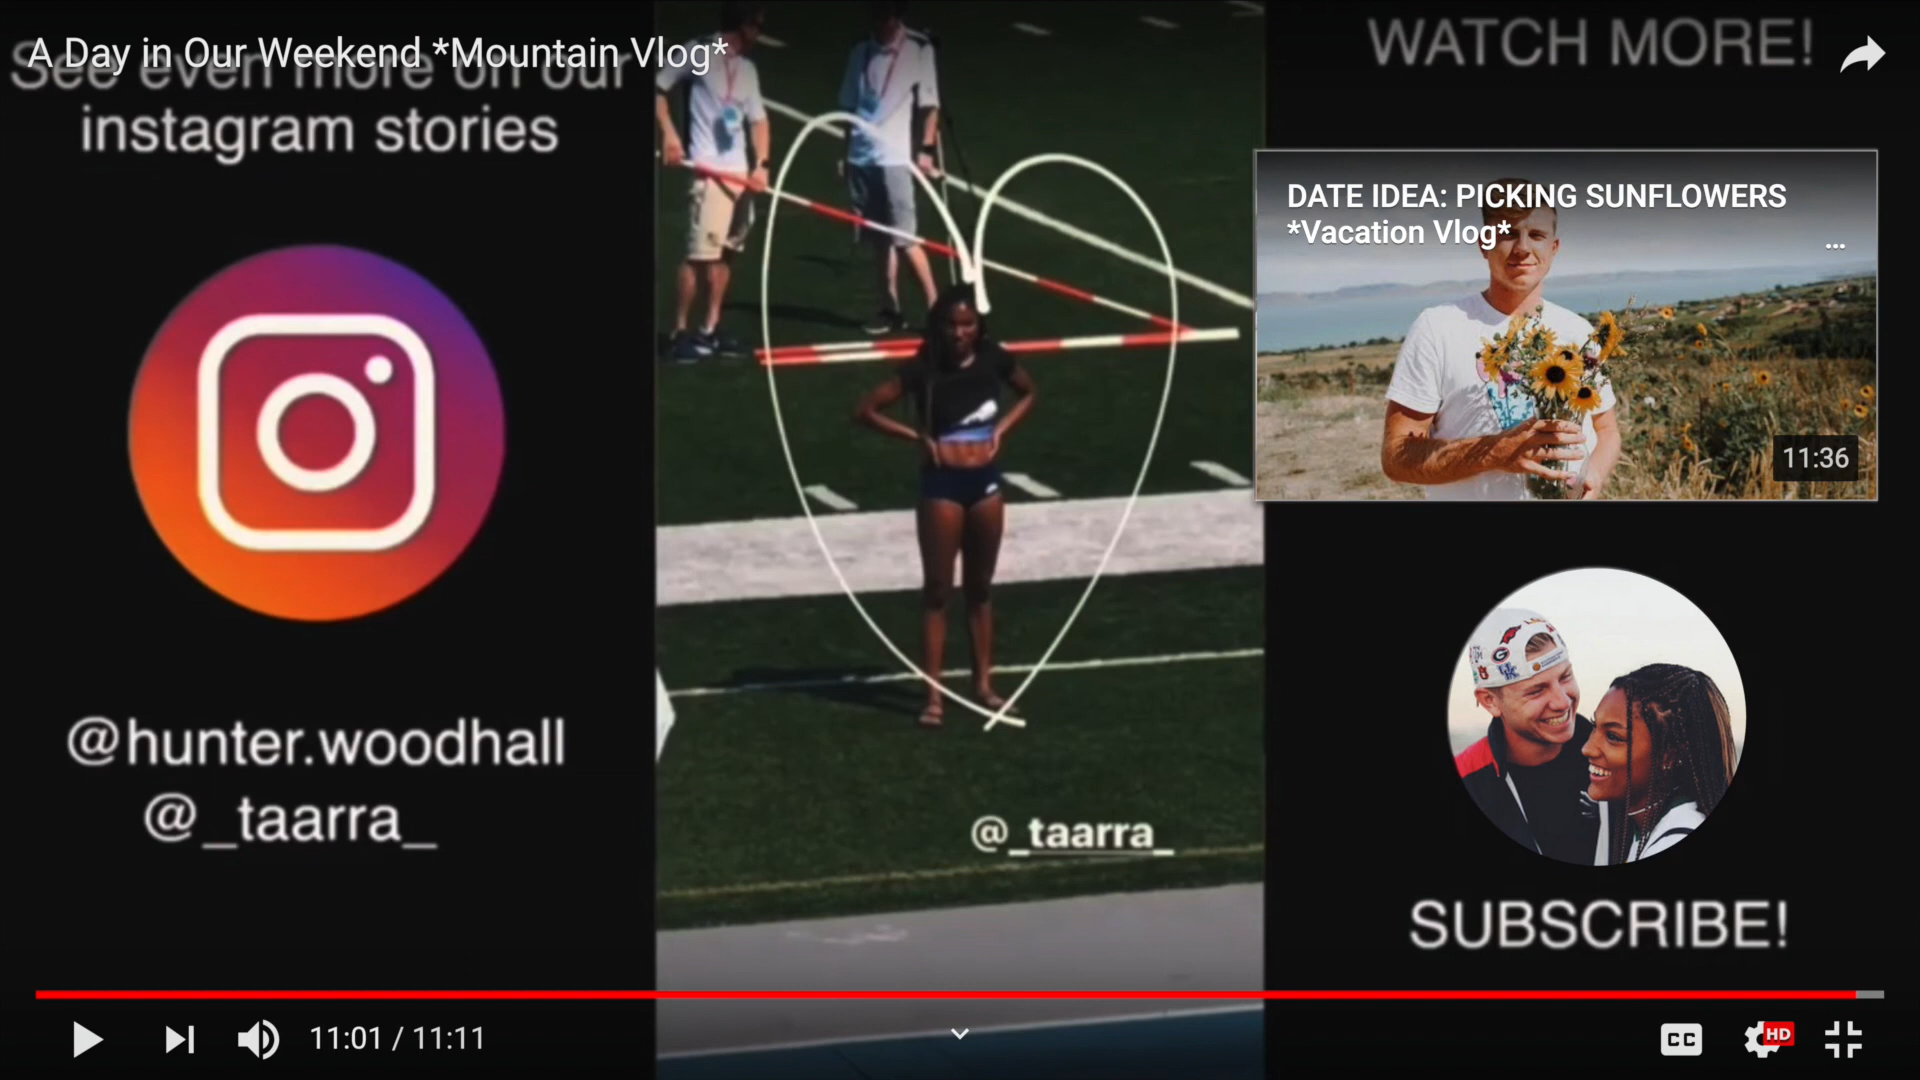 A Day in Our Weekend *Mountain Vlog*
See even more on our
instagram stories
@hunter.woodhall
@_taarra_
@_taarra_
WATCH MORE!
DATE IDEA: PICKING SUNFLOWERS
*Vacation Vlog*
11:36
SUBSCRIBE!
11:01 / 11:11
CC
HD